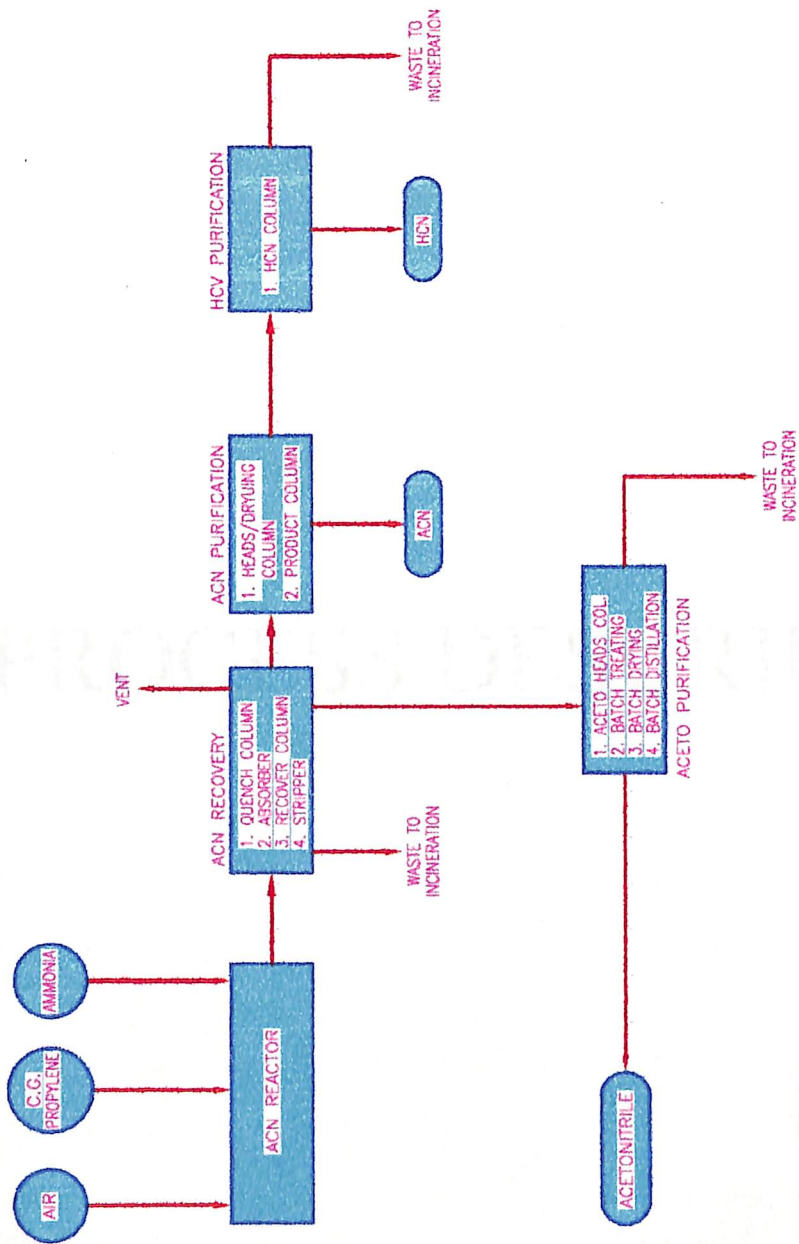 AIR
C.G.
PROPYLENE
AMMONIA
ACN REACTOR
ACN RECOVERY
1. QUENCH COLUMN
2. ABSORBER
3. RECOVER COLUMN
4. STRIPPER
VENT
WASTE TO
INCINERATION
ACN PURIFICATION
1. HEADS/DRYUING
COLUMN
2. PRODUCT COLUMN
ACN
HCV PURIFICATION
1. HCN COLUMN
HCN
WASTE TO
INCINERATION
1. ACETO HEADS COL.
2. BATCH TREATING
3. BATCH DRYING
4. BATCH DISTILLATION
ACETO PURIFICATION
ACETONITRILE
WASTE TO
INCINERATION